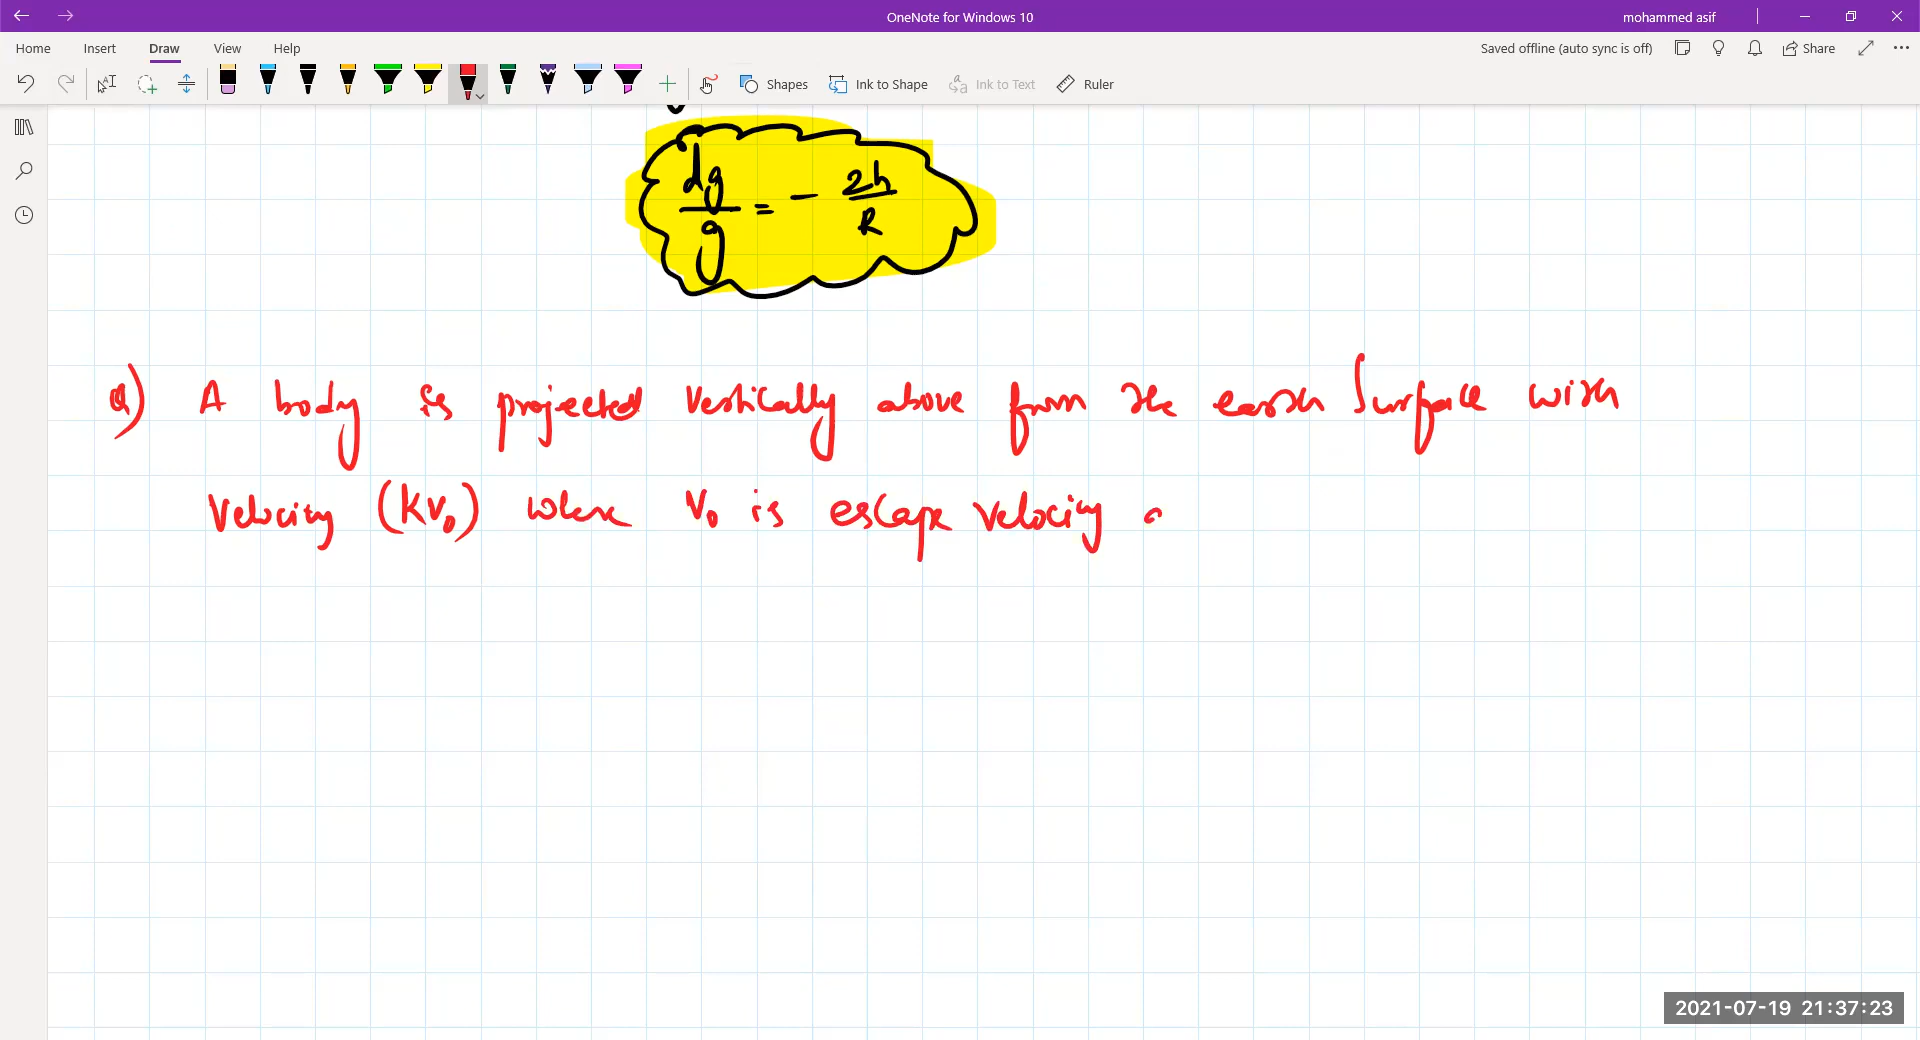 OneNote for Windows 10
mohammed asif
Home Insert Draw View Help
Saved offline (auto sync is off) Share
Shapes Ink to Shape Ink to Text Ruler
dg/g = - 2h/R
Q) A body is projected vertically above from the earth surface with
velocity (KV₀) where V₀ is escape velocity
2021-07-19 21:37:23